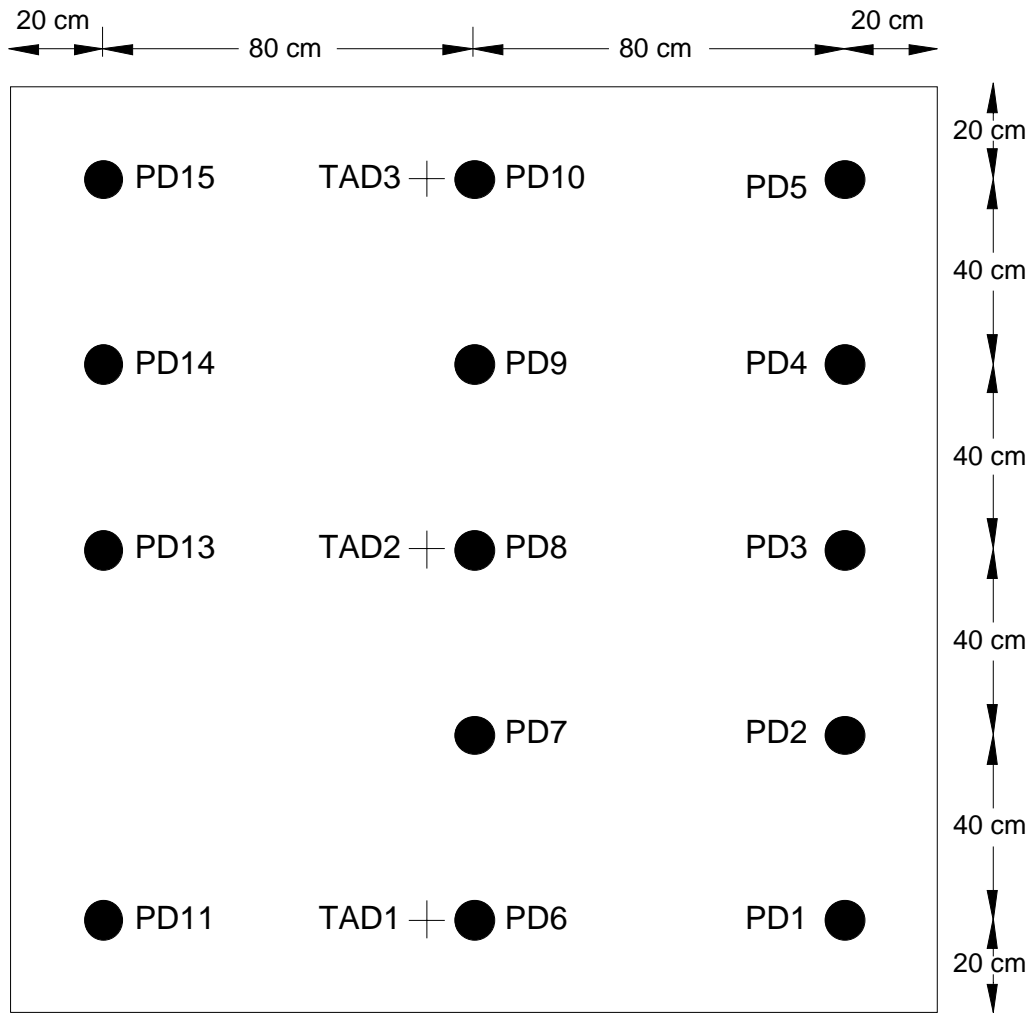 20 cm 80 cm 80 cm 20 cm
20 cm
PD15 TAD3 PD10 PD5
40 cm
PD14 PD9 PD4
40 cm
PD13 TAD2 PD8 PD3
40 cm
PD7 PD2
40 cm
PD11 TAD1 PD6 PD1
20 cm